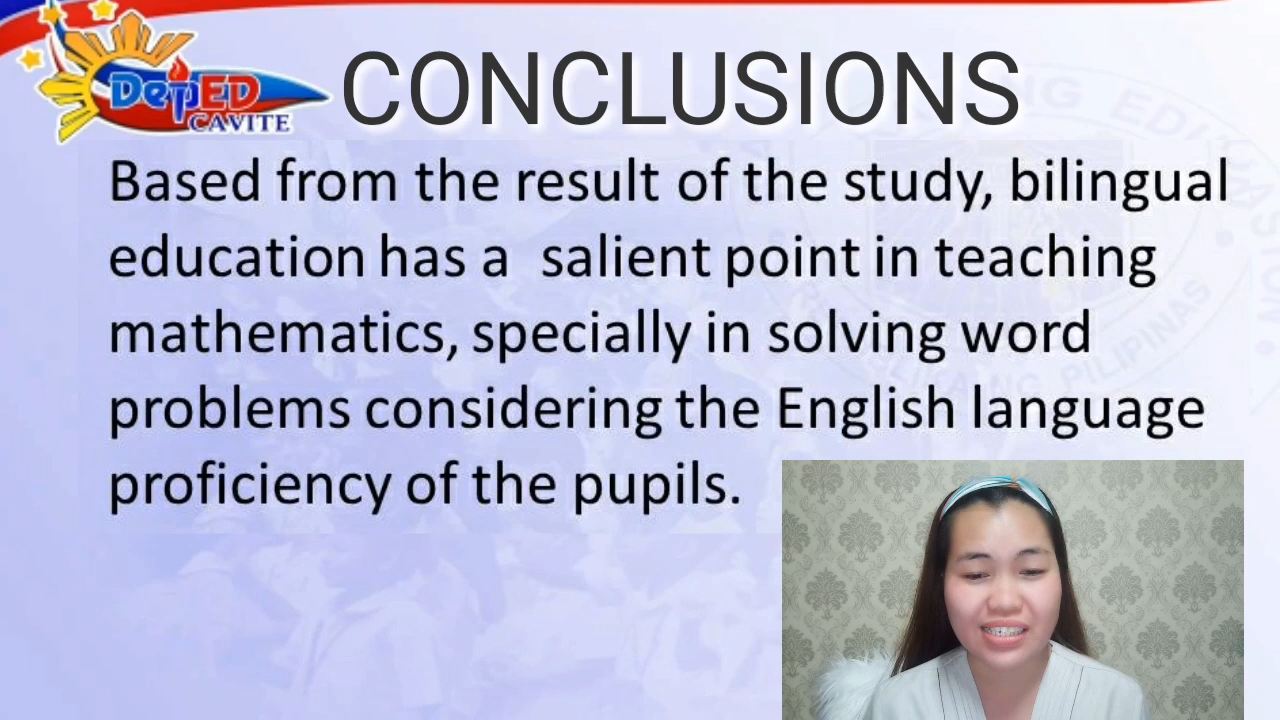 DepED
CAVITE
CONCLUSIONS
Based from the result of the study, bilingual
education has a salient point in teaching
mathematics, specially in solving word
problems considering the English language
proficiency of the pupils.
PILIPINAS